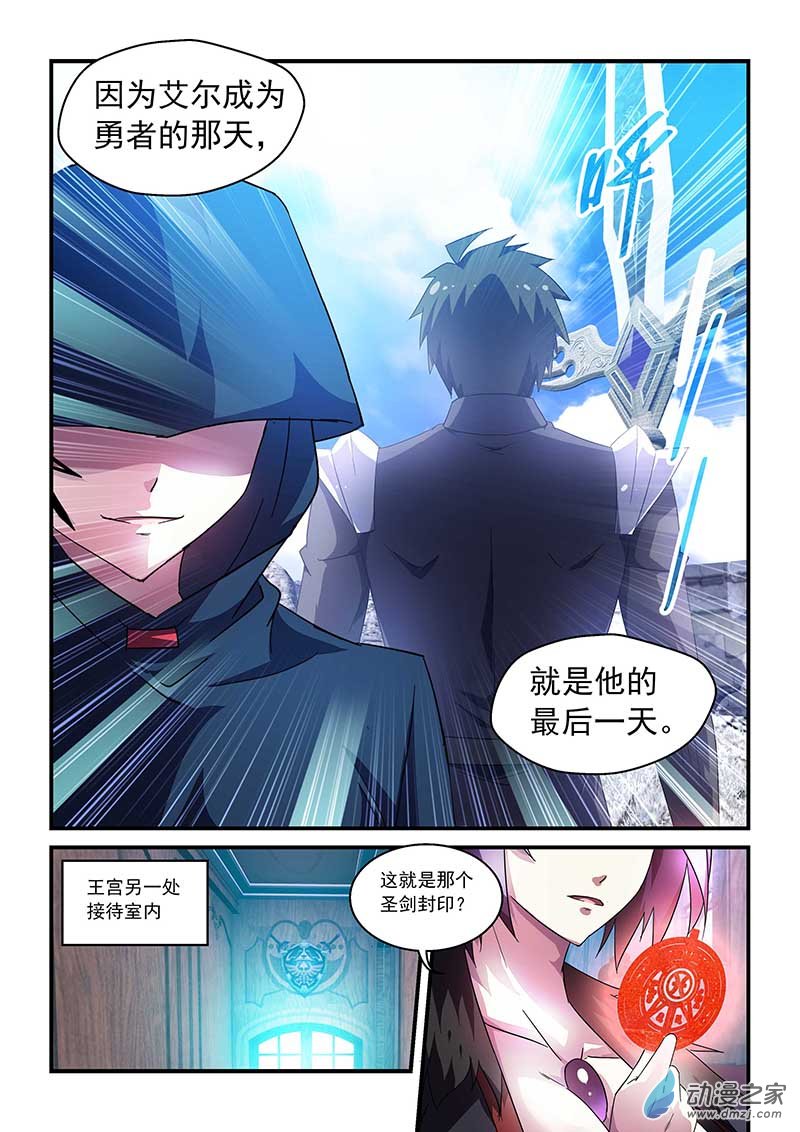 因为艾尔成为
勇者的那天，
呼
就是他的
最后一天。
王宫另一处
接待室内
这就是那个
圣剑封印？
动漫之家
www.dmzj.com